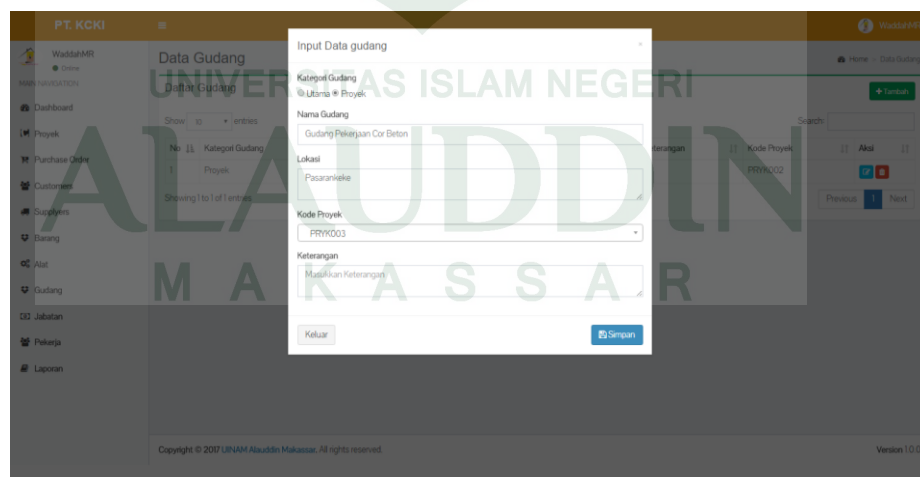 PT. KCKI
WaddahMR
WaddahMR
Online
MAIN NAVIGATION
Dashboard
Proyek
Purchase Order
Customers
Supplyers
Barang
Alat
Gudang
Jabatan
Pekerja
Laporan
Data Gudang
Home
Data Gudang
Daftar Gudang
+Tambah
Show 10 entries
Search:
No Kategori Gudang
Kode Proyek Aksi
1 Proyek
PRYK002
Showing 1 to 1 of 1 entries
Previous 1 Next
Input Data gudang
×
Kategori Gudang
Utama Proyek
Nama Gudang
Gudang Pekerjaan Cor Beton
Lokasi
Pasarankeke
Kode Proyek
PRYK003
Keterangan
Masukkan Keterangan
Keluar
Simpan
Copyright © 2017 UINAM Alauddin Makassar. All rights reserved.
Version 1.0.0
UNIVERSITAS ISLAM NEGERI
ALAUDDIN
MAKASSAR